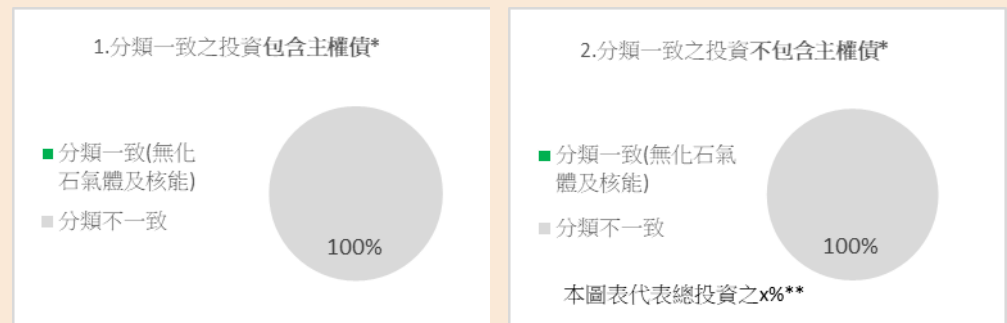 1.分類一致之投資包含主權債*
分類一致(無化
石氣體及核能)
分類不一致
100%
2.分類一致之投資不包含主權債*
分類一致(無化石氣
體及核能)
分類不一致
100%
本圖表代表總投資之x%**